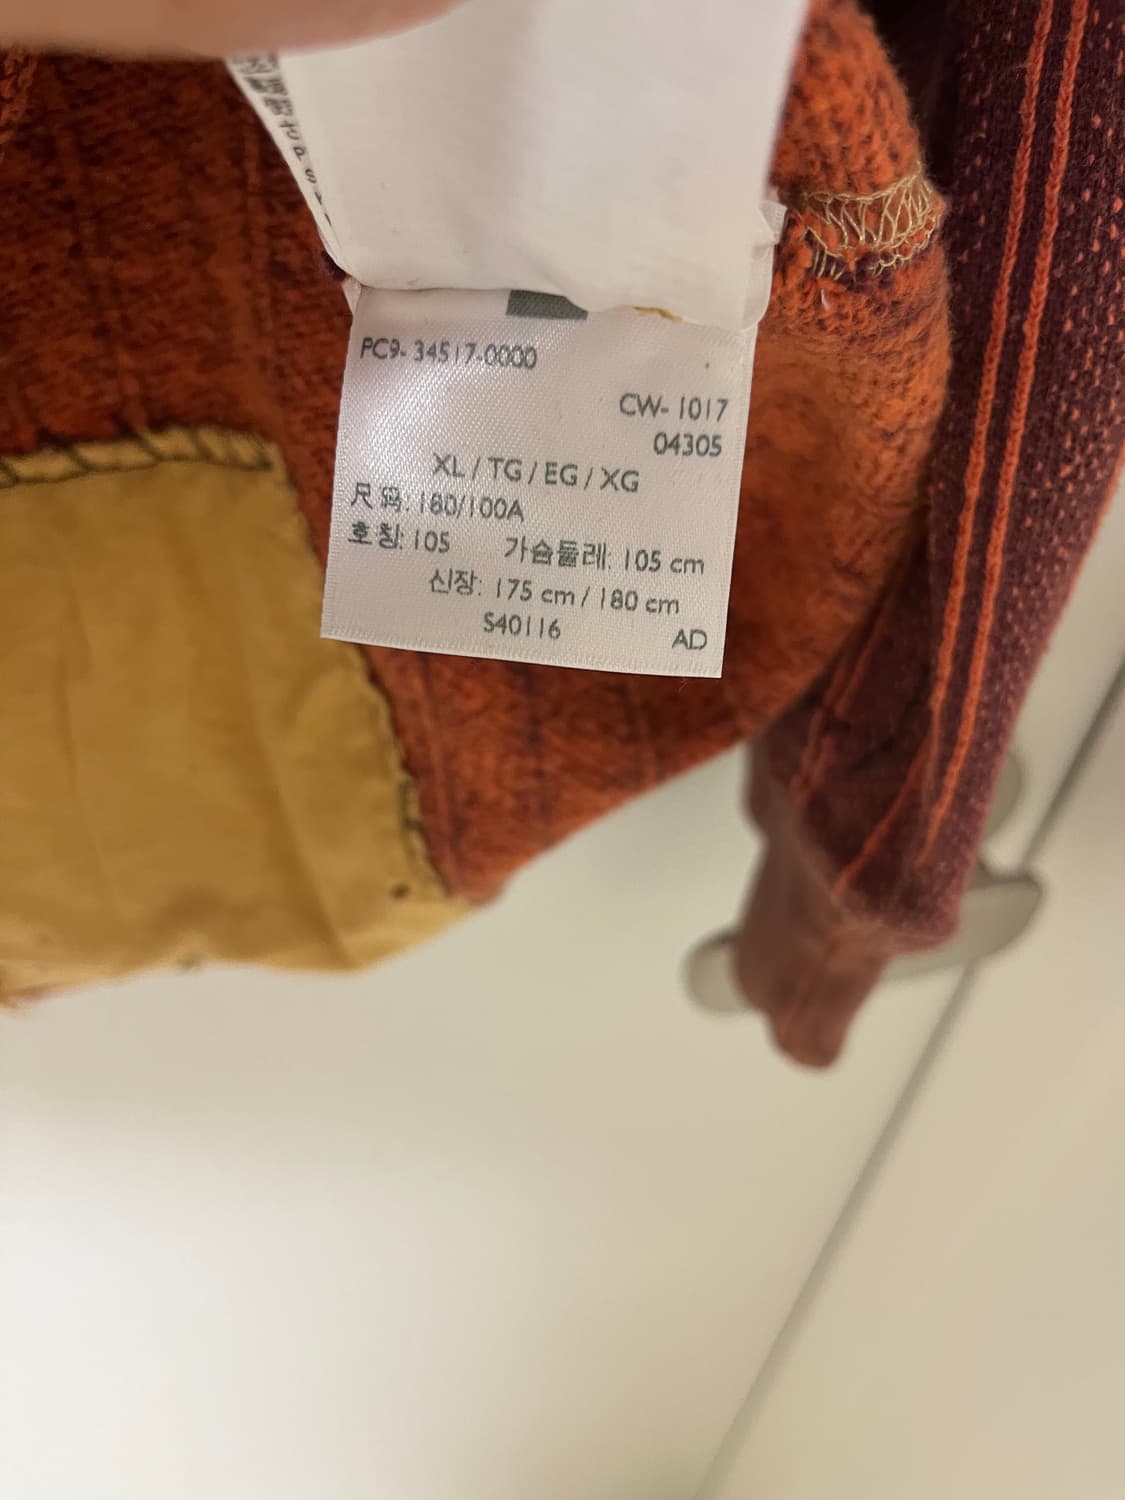 PC9-34517-0000
CW-1017
04305
XL / TG / EG / XG
尺码: 180/100A
호칭: 105 가슴둘레: 105 cm
신장: 175 cm / 180 cm
S40116 AD